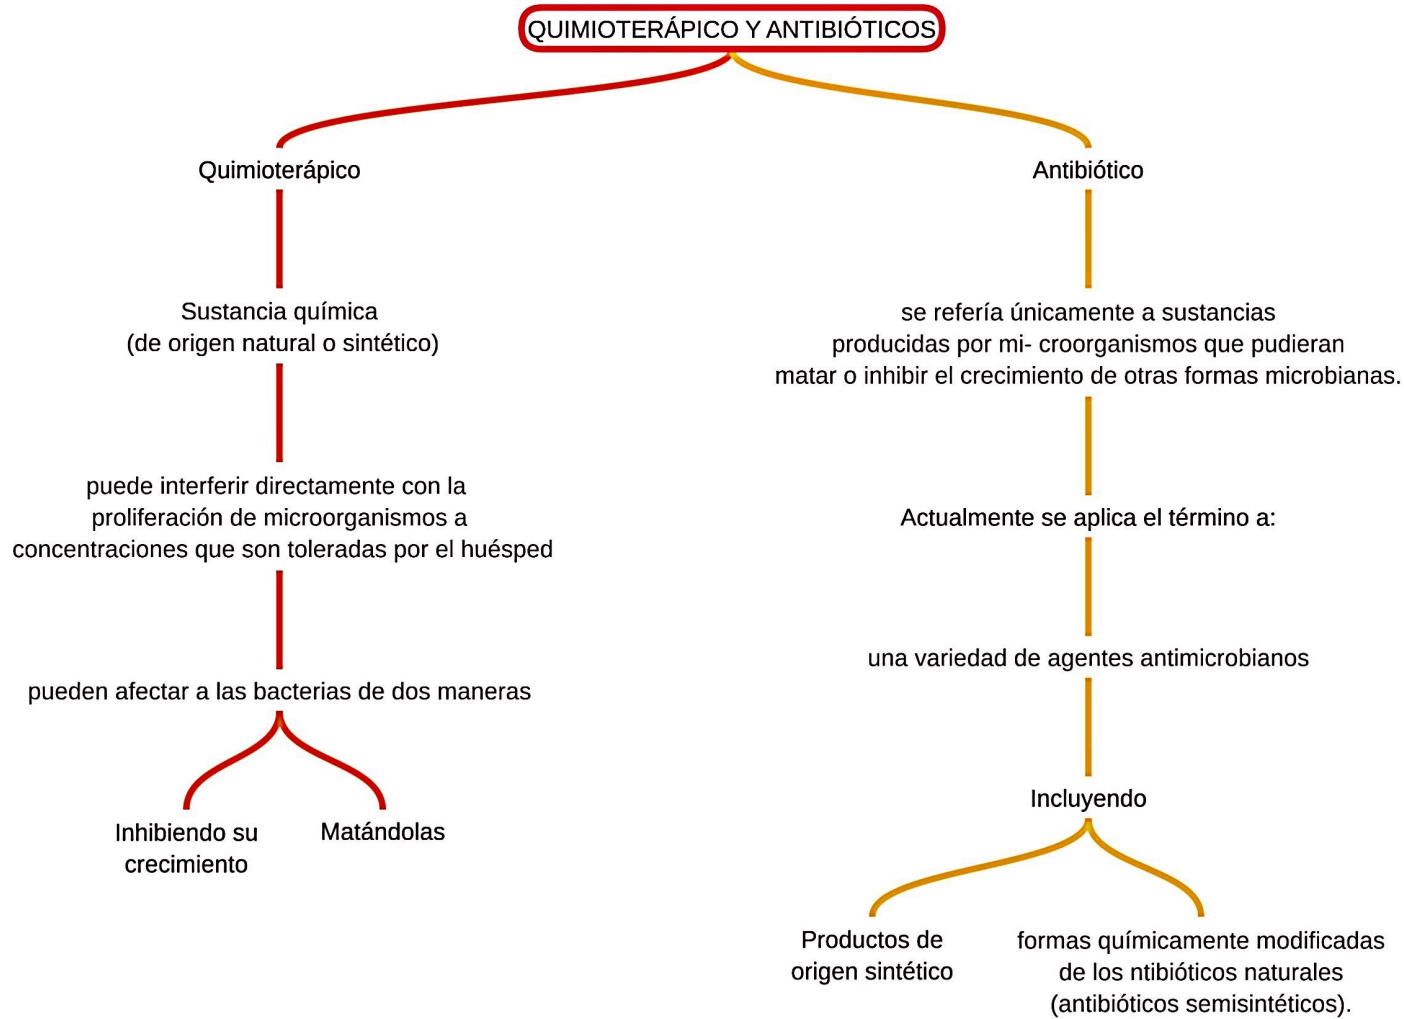 QUIMIOTERÁPICO Y ANTIBIÓTICOS
Quimioterápico
Sustancia química
(de origen natural o sintético)
puede interferir directamente con la
proliferación de microorganismos a
concentraciones que son toleradas por el huésped
pueden afectar a las bacterias de dos maneras
Inhibiendo su
crecimiento
Matándolas
Antibiótico
se refería únicamente a sustancias
producidas por mi- croorganismos que pudieran
matar o inhibir el crecimiento de otras formas microbianas.
Actualmente se aplica el término a:
una variedad de agentes antimicrobianos
Incluyendo
Productos de
origen sintético
formas químicamente modificadas
de los ntibióticos naturales
(antibióticos semisintéticos).